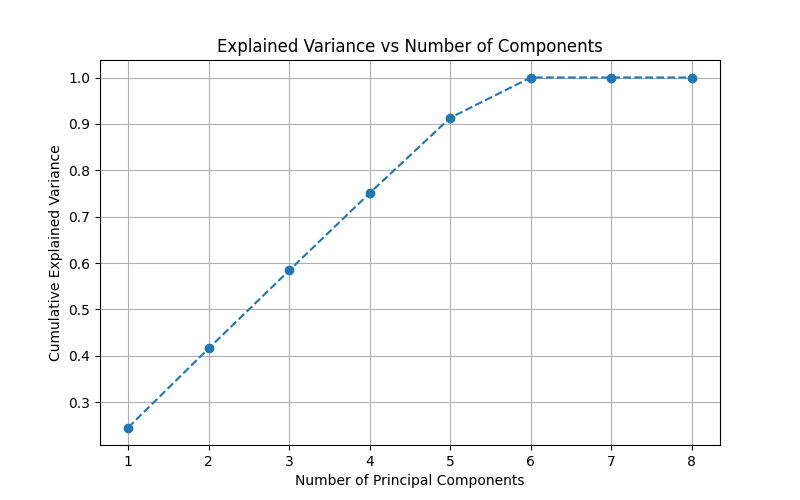 Explained Variance vs Number of Components
1.0
0.9
0.8
0.7
0.6
0.5
0.4
0.3
Cumulative Explained Variance
1 2 3 4 5 6 7 8
Number of Principal Components